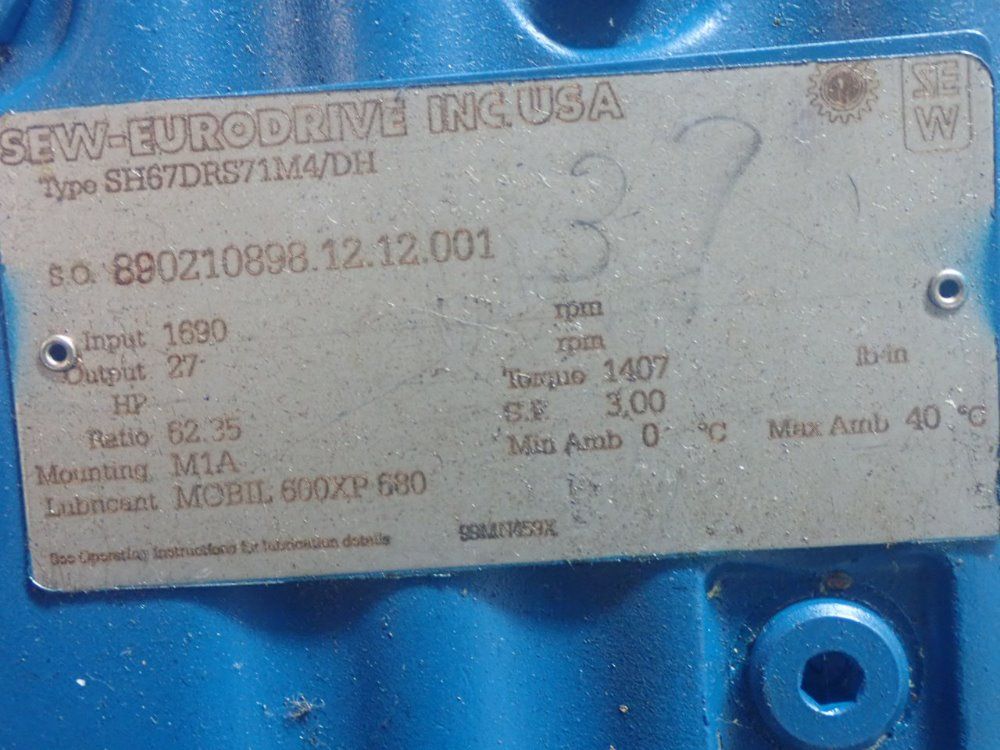 SEW-EURODRIVE INC. USA
SEW
Type SH67DRS71M4/DH
37
S.O. 890210898.12.12.001
Input 1690 rpm
Output 27 rpm
HP Torque 1407 lb-in
Ratio 62.35 S.F. 3,00
Mounting M1A Min Amb 0 °C Max Amb 40 °C
Lubricant MOBIL 600XP 680
See Operating Instructions for lubrication details